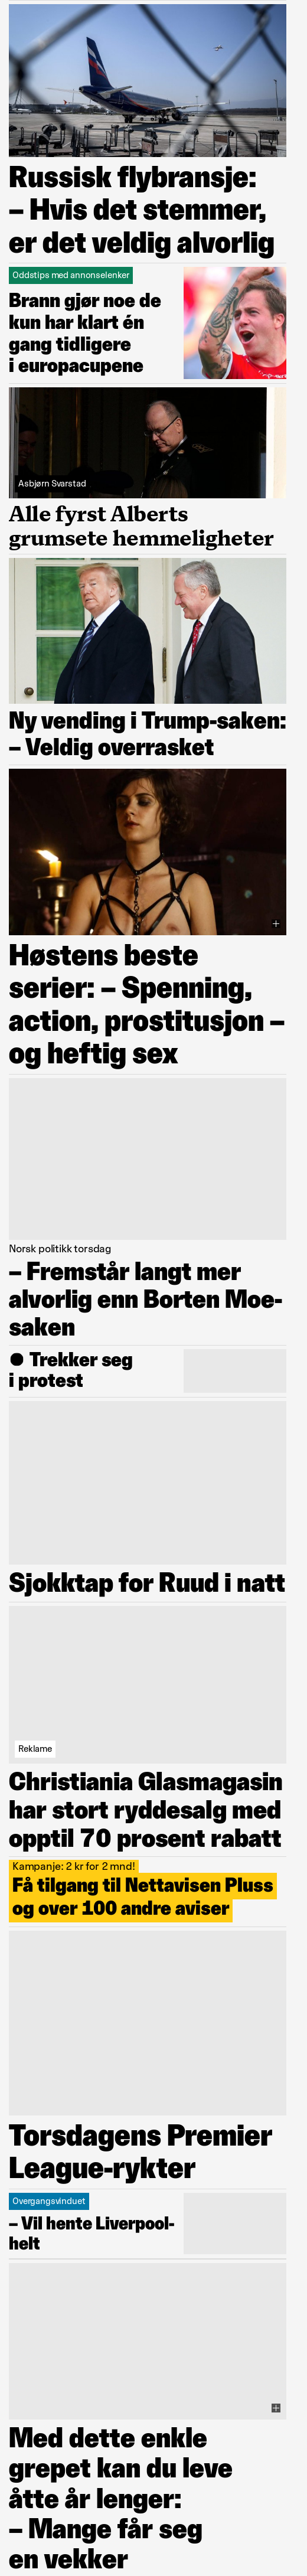 Russisk flybransje:
– Hvis det stemmer,
er det veldig alvorlig
Oddstips med annonselenker
Brann gjør noe de
kun har klart én
gang tidligere
i europacupene
Asbjørn Svarstad
Alle fyrst Alberts
grumsete hemmeligheter
Ny vending i Trump-saken:
– Veldig overrasket
Høstens beste
serier: – Spenning,
action, prostitusjon –
og heftig sex
Norsk politikk torsdag
– Fremstår langt mer
alvorlig enn Borten Moe-
saken
● Trekker seg
i protest
Sjokktap for Ruud i natt
Reklame
Christiania Glasmagasin
har stort ryddesalg med
opptil 70 prosent rabatt
Kampanje: 2 kr for 2 mnd!
Få tilgang til Nettavisen Pluss
og over 100 andre aviser
Torsdagens Premier
League-rykter
Overgangsvinduet
– Vil hente Liverpool-
helt
Med dette enkle
grepet kan du leve
åtte år lenger:
– Mange får seg
en vekker